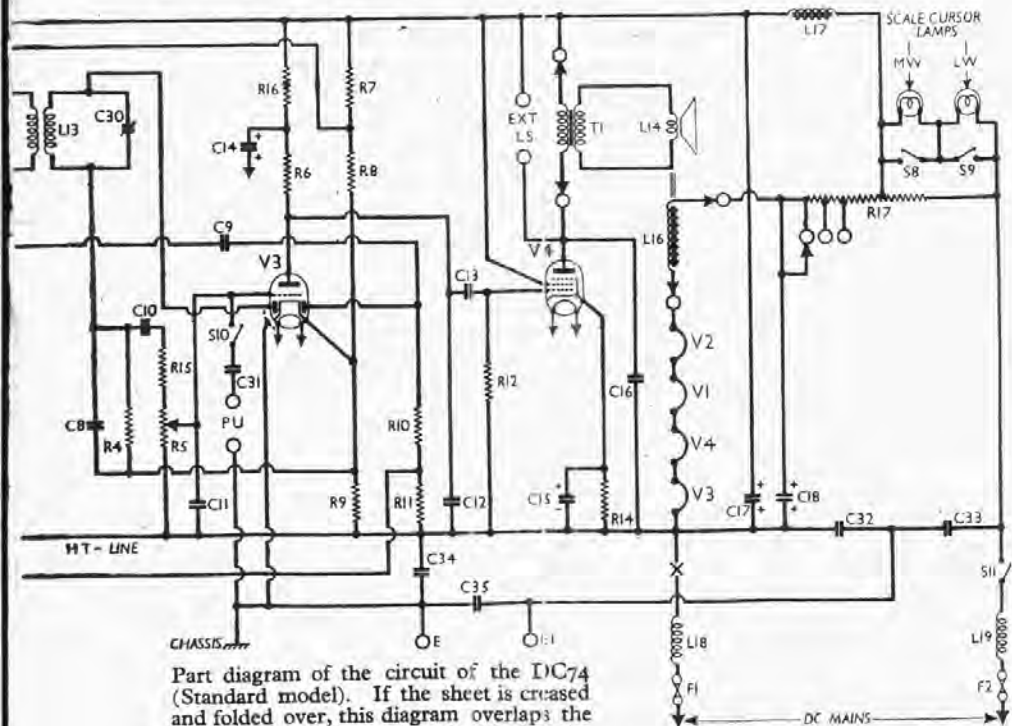 L17
SCALE CURSOR
LAMPS
MW
LW
L13
C30
R16
R7
C14
R6
R8
EXT
LS
T1
L14
S8
S9
R17
C9
V3
V4
L16
C13
C10
S10
C31
R15
PU
R12
C16
V2
V1
V4
V3
C8
R4
R5
R10
C11
R9
R11
C12
C15
R14
C17
C18
C32
C33
HT- LINE
C34
C35
S11
CHASSIS
E
L18
L19
F1
F2
DC MAINS
Part diagram of the circuit of the DC74
(Standard model). If the sheet is creased
and folded over, this diagram overlaps the